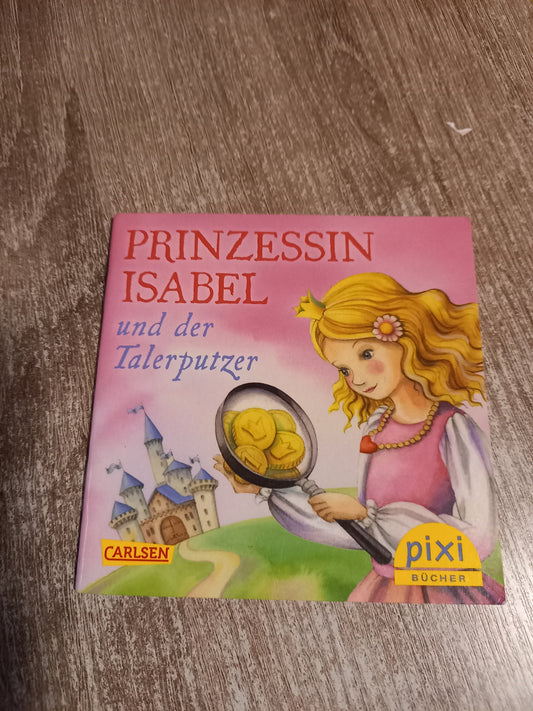 PRINZESSIN
ISABEL
und der
Talerputzer
CARLSEN
pixi
BÜCHER